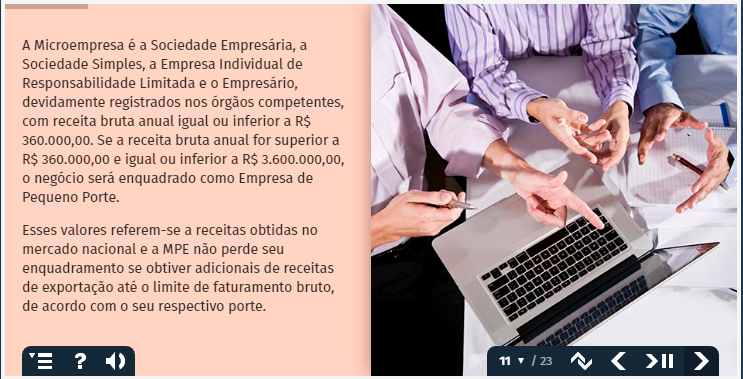 A Microempresa é a Sociedade Empresária, a
Sociedade Simples, a Empresa Individual de
Responsabilidade Limitada e o Empresário,
devidamente registrados nos órgãos competentes,
com receita bruta anual igual ou inferior a R$
360.000,00. Se a receita bruta anual for superior a
R$ 360.000,00 e igual ou inferior a R$ 3.600.000,00,
o negócio será enquadrado como Empresa de
Pequeno Porte.
Esses valores referem-se a receitas obtidas no
mercado nacional e a MPE não perde seu
enquadramento se obtiver adicionais de receitas
de exportação até o limite de faturamento bruto,
de acordo com o seu respectivo porte.
?
11 / 23